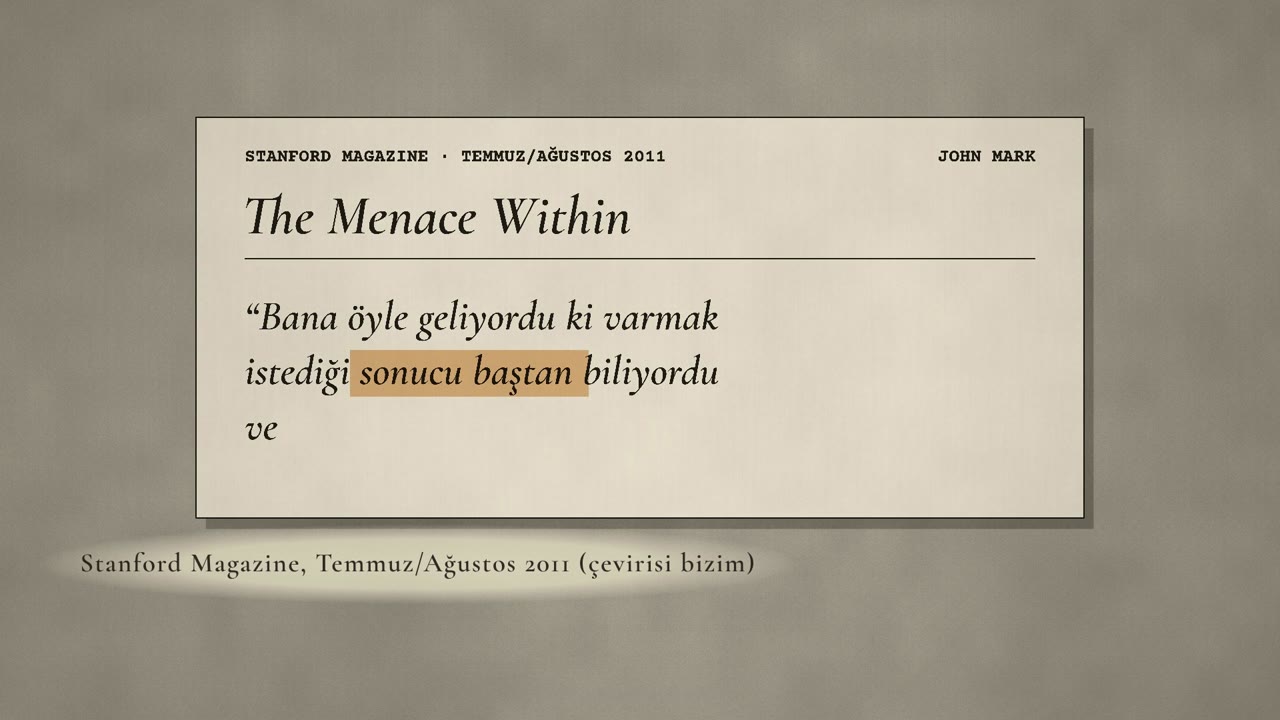 STANFORD MAGAZINE · TEMMUZ/AĞUSTOS 2011 JOHN MARK
The Menace Within
“Bana öyle geliyordu ki varmak
istediği sonucu baştan biliyordu
ve
Stanford Magazine, Temmuz/Ağustos 2011 (çevirisi bizim)